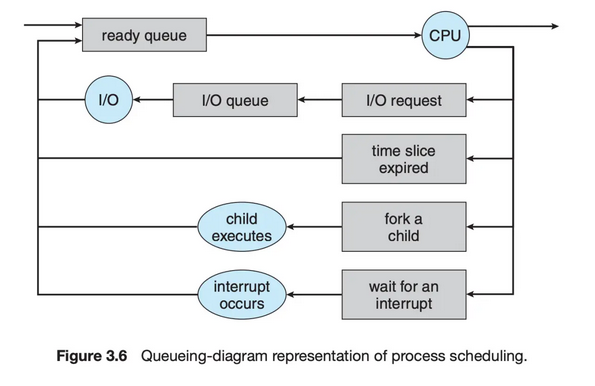 ready queue
CPU
I/O
I/O queue
I/O request
time slice
expired
child
executes
fork a
child
interrupt
occurs
wait for an
interrupt
Figure 3.6 Queueing-diagram representation of process scheduling.